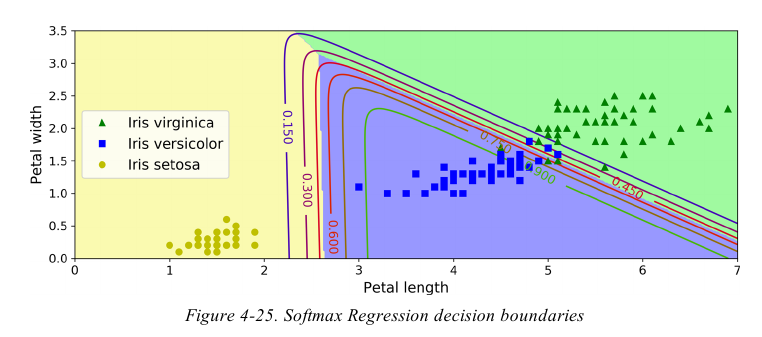 3.5
3.0
2.5
2.0
1.5
1.0
0.5
0.0
Petal width
Iris virginica
Iris versicolor
Iris setosa
0.150
0.300
0.600
0.750
0.900
0.450
0 1 2 3 4 5 6 7
Petal length
Figure 4-25. Softmax Regression decision boundaries